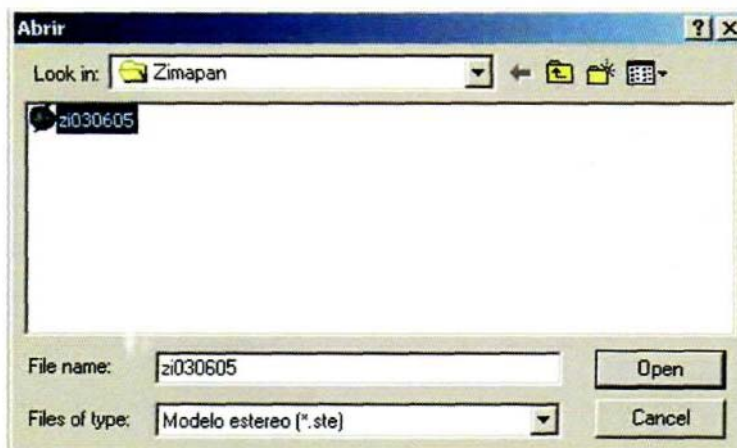 Abrir ? ×
Look in: Zimapan
zi030605
File name: zi030605 Open
Files of type: Modelo estereo (*.ste) Cancel